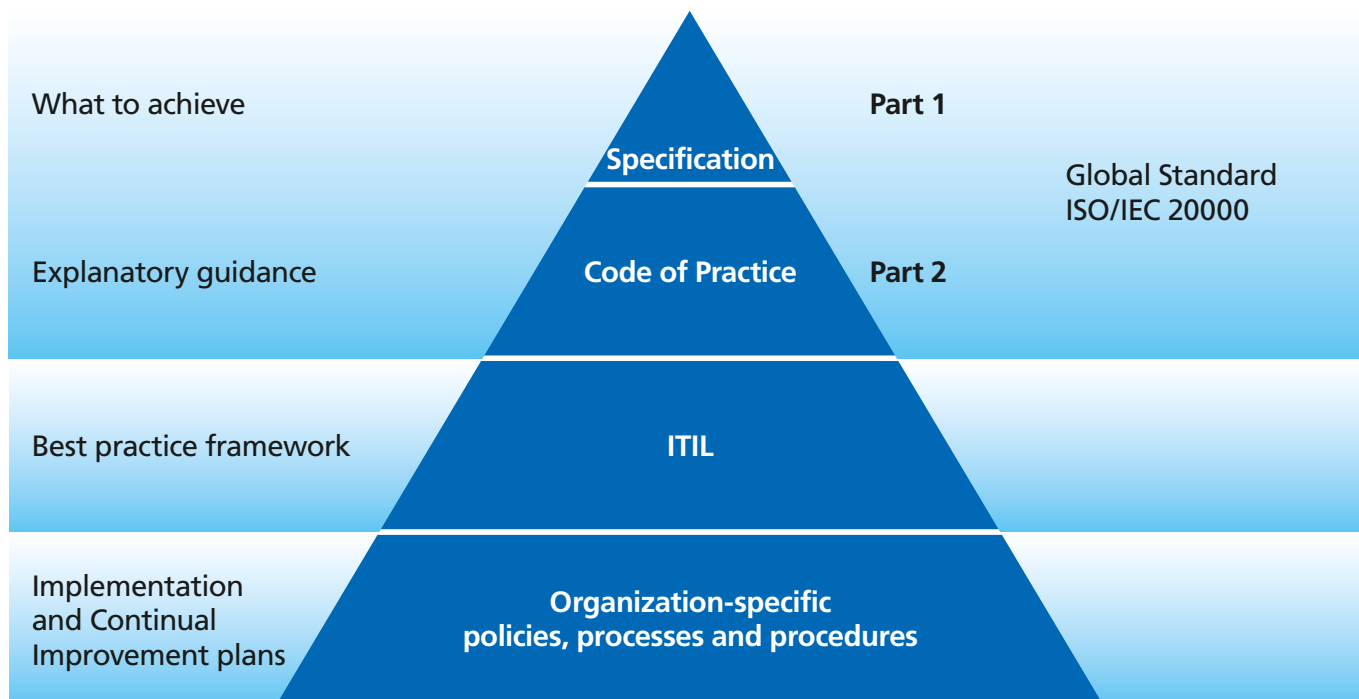 What to achieve
Specification
Part 1
Global Standard
ISO/IEC 20000
Explanatory guidance
Code of Practice
Part 2
Best practice framework
ITIL
Implementation
and Continual
Improvement plans
Organization-specific
policies, processes and procedures